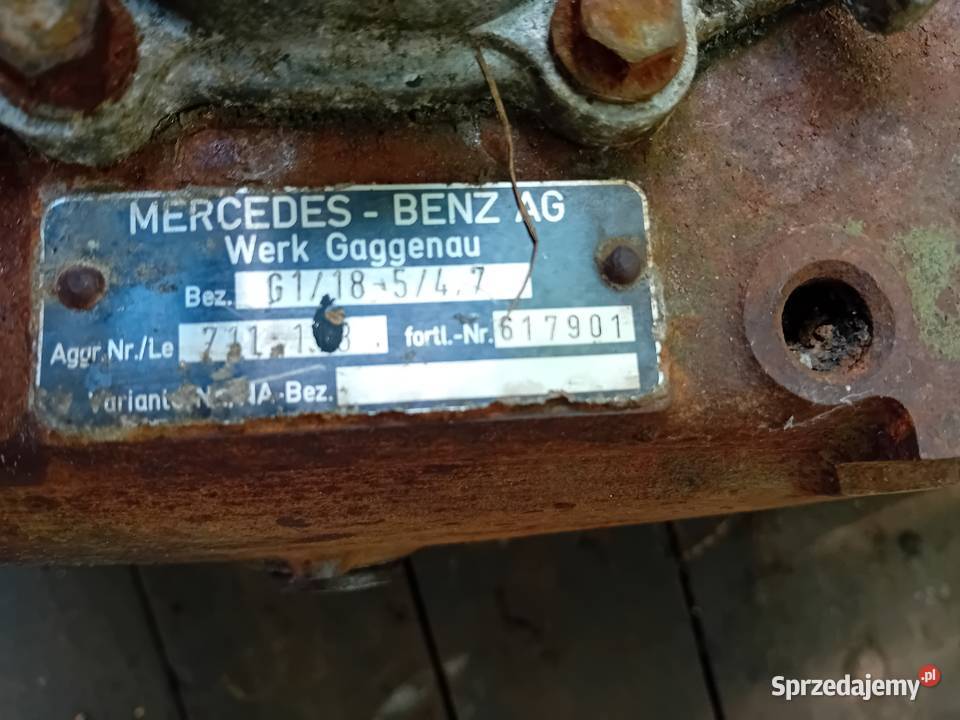 MERCEDES - BENZ AG
Werk Gaggenau
Bez. G1/18-5/4,7
Aggr.Nr./Le fortl.-Nr. 617901
-Bez.
Sprzedajemy.pl